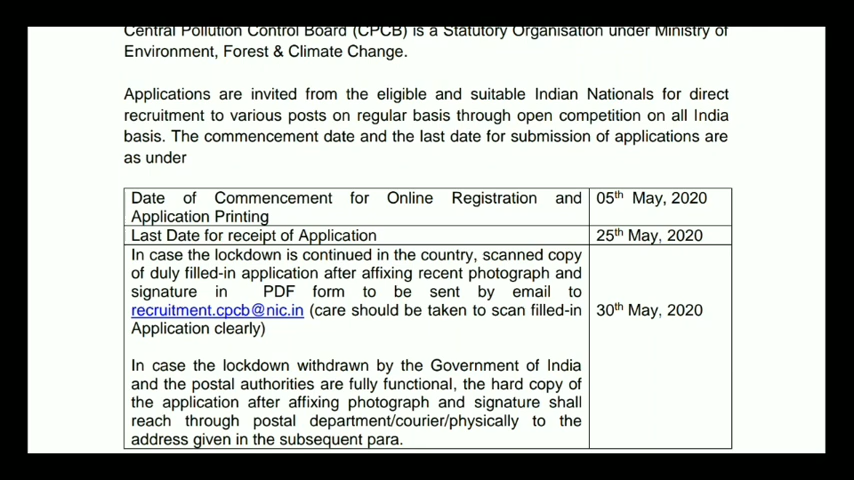 Central Pollution Control Board (CPCB) is a Statutory Organisation under Ministry of
Environment, Forest & Climate Change.
Applications are invited from the eligible and suitable Indian Nationals for direct
recruitment to various posts on regular basis through open competition on all India
basis. The commencement date and the last date for submission of applications are
as under
Date of Commencement for Online Registration and
Application Printing
05th May, 2020
Last Date for receipt of Application
25th May, 2020
In case the lockdown is continued in the country, scanned copy
of duly filled-in application after affixing recent photograph and
signature in PDF form to be sent by email to
recruitment.cpcb@nic.in (care should be taken to scan filled-in
Application clearly)
In case the lockdown withdrawn by the Government of India
and the postal authorities are fully functional, the hard copy of
the application after affixing photograph and signature shall
reach through postal department/courier/physically to the
address given in the subsequent para.
30th May, 2020